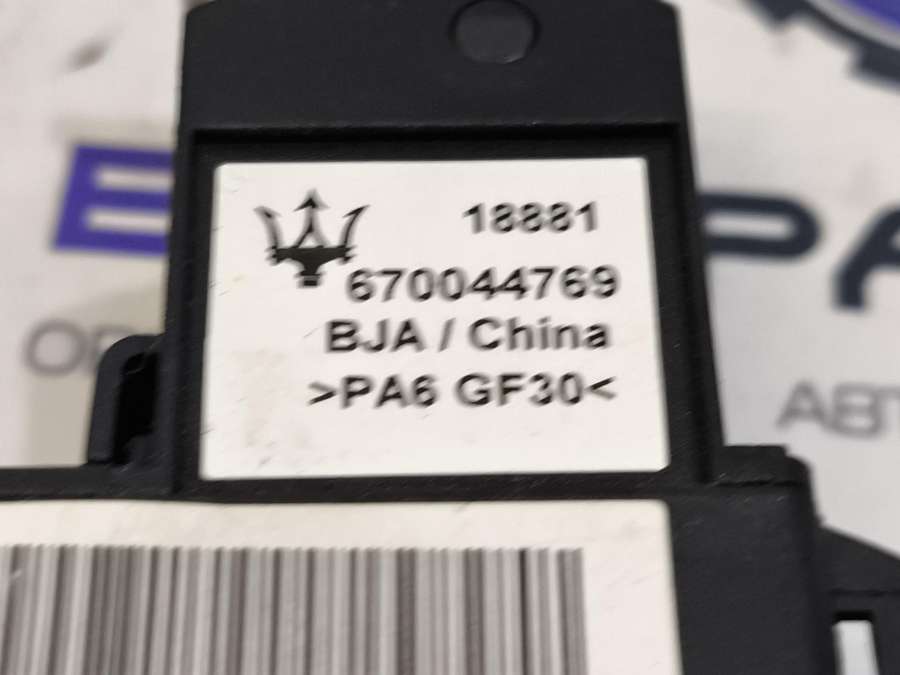 18881
670044769
BJA / China
>PA6 GF30<